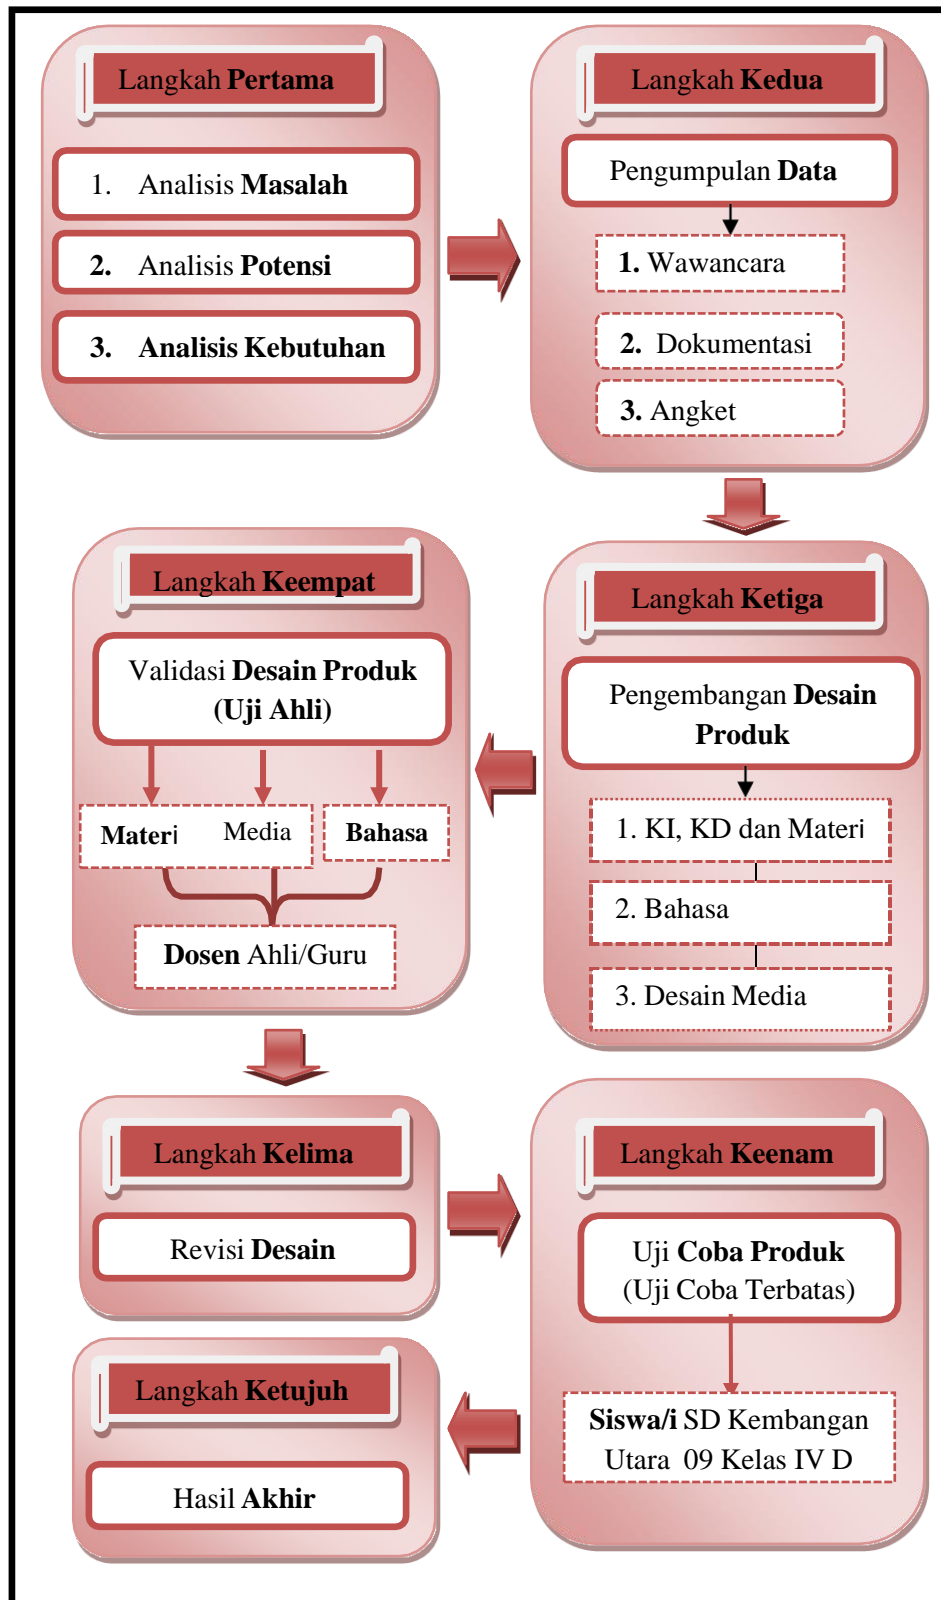 Langkah Pertama
1. Analisis Masalah
2. Analisis Potensi
3. Analisis Kebutuhan
Langkah Kedua
Pengumpulan Data
1. Wawancara
2. Dokumentasi
3. Angket
Langkah Ketiga
Pengembangan Desain
Produk
1. KI, KD dan Materi
2. Bahasa
3. Desain Media
Langkah Keempat
Validasi Desain Produk
(Uji Ahli)
Materi Media Bahasa
Dosen Ahli/Guru
Langkah Kelima
Revisi Desain
Langkah Keenam
Uji Coba Produk
(Uji Coba Terbatas)
Siswa/i SD Kembangan
Utara 09 Kelas IV D
Langkah Ketujuh
Hasil Akhir